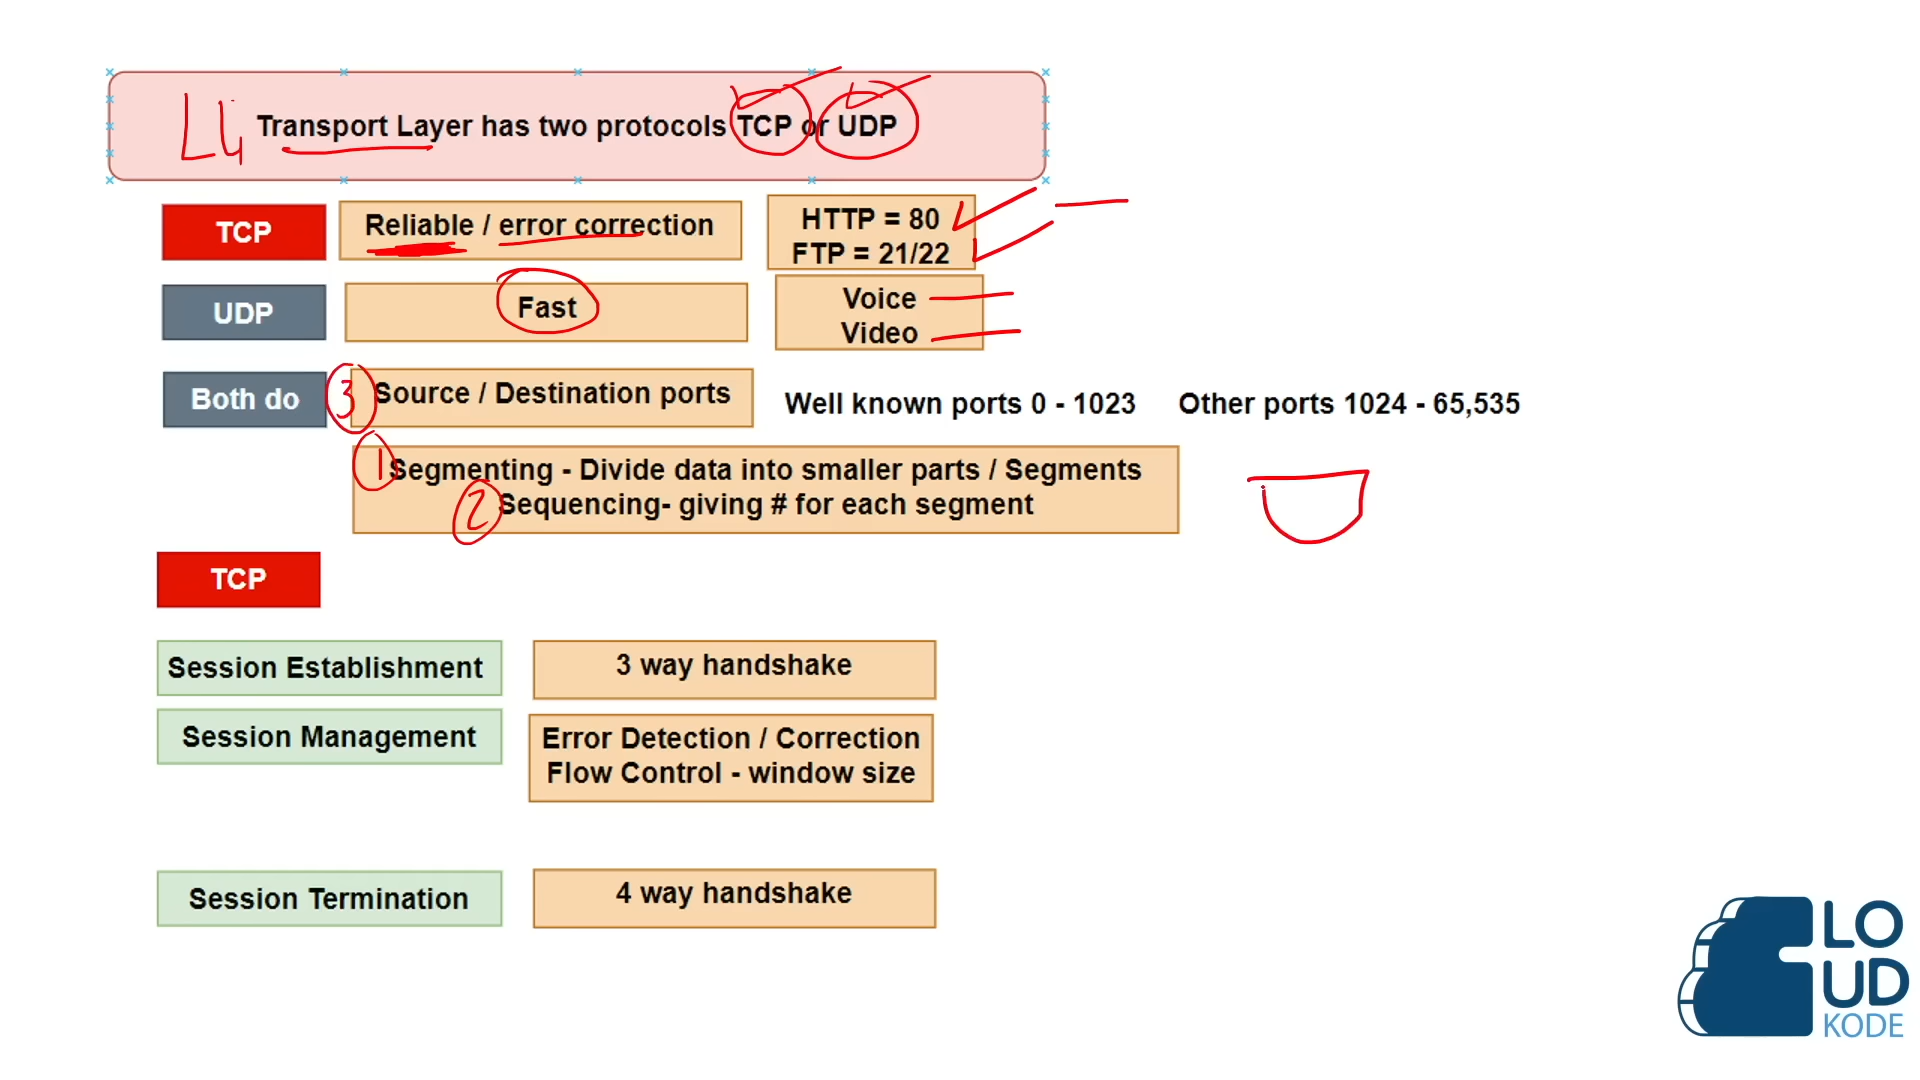 L4 Transport Layer has two protocols TCP or UDP
TCP
Reliable / error correction
HTTP = 80
FTP = 21/22
UDP
Fast
Voice
Video
Both do
3 Source / Destination ports
Well known ports 0 - 1023
Other ports 1024 - 65,535
1 Segmenting - Divide data into smaller parts / Segments
2 Sequencing- giving # for each segment
TCP
Session Establishment
3 way handshake
Session Management
Error Detection / Correction
Flow Control - window size
Session Termination
4 way handshake
CLOUD
KODE